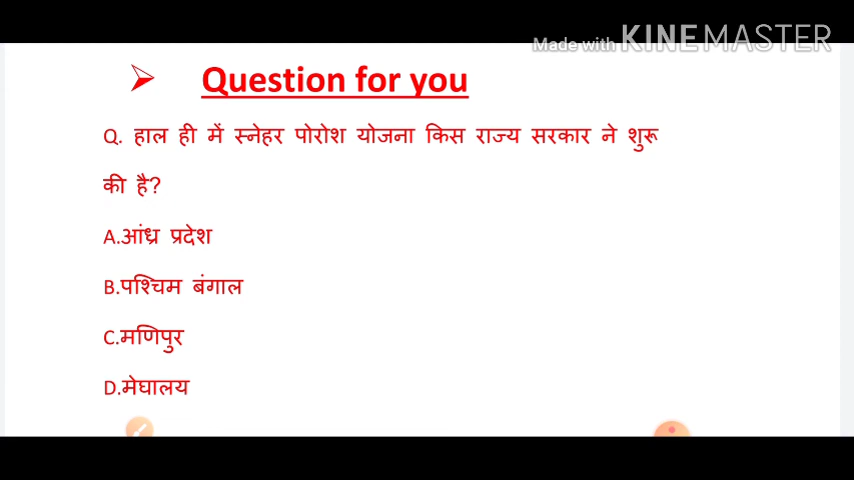 Made with KINEMASTER
➢ Question for you
Q. हाल ही में स्नेहर पोरोश योजना किस राज्य सरकार ने शुरू
की है?
A.आंध्र प्रदेश
B.पश्चिम बंगाल
C.मणिपुर
D.मेघालय